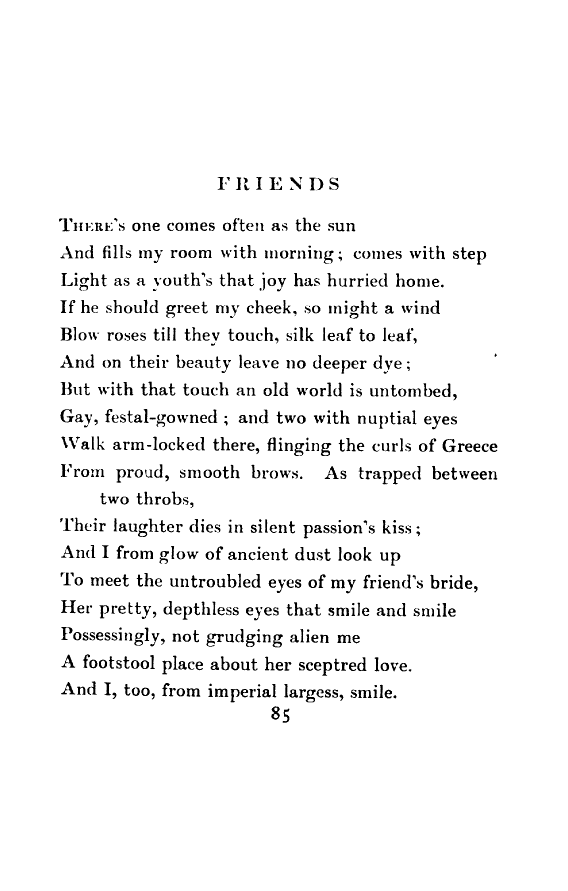 FRIENDS
THERE'S one comes often as the sun
And fills my room with morning; comes with step
Light as a youth's that joy has hurried home.
If he should greet my cheek, so might a wind
Blow roses till they touch, silk leaf to leaf,
And on their beauty leave no deeper dye;
But with that touch an old world is untombed,
Gay, festal-gowned; and two with nuptial eyes
Walk arm-locked there, flinging the curls of Greece
From proud, smooth brows. As trapped between
two throbs,
Their laughter dies in silent passion's kiss;
And I from glow of ancient dust look up
To meet the untroubled eyes of my friend's bride,
Her pretty, depthless eyes that smile and smile
Possessingly, not grudging alien me
A footstool place about her sceptred love.
And I, too, from imperial largess, smile.
85